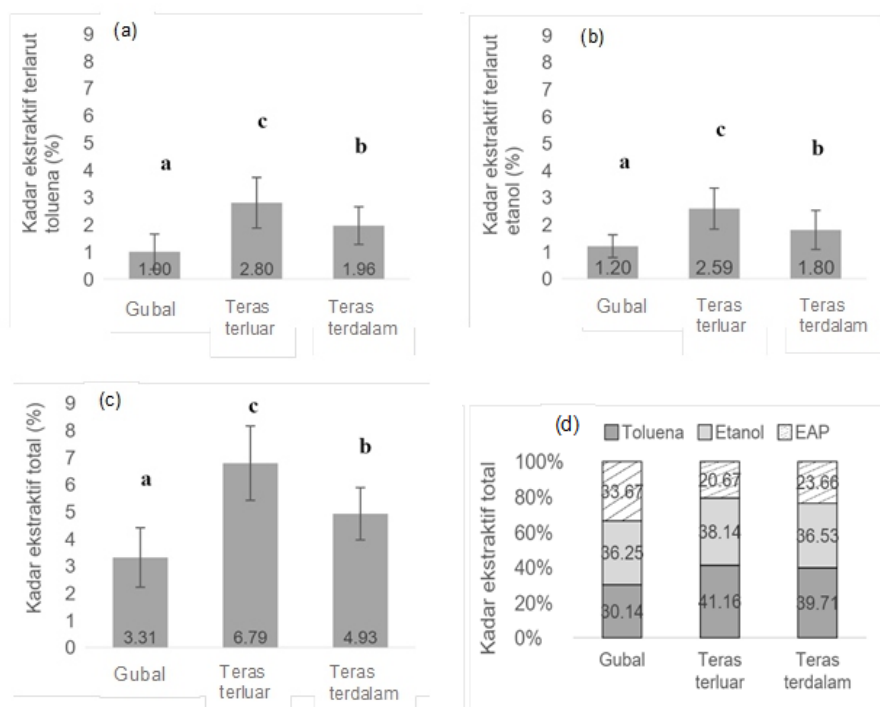 (a)
Kadar ekstraktif terlarut
toluena (%)
9
8
7
6
5
4
3
2
1
0
a
c
b
1.00
2.80
1.96
Gubal
Teras
terluar
Teras
terdalam
(b)
Kadar ekstraktif terlarut
etanol (%)
9
8
7
6
5
4
3
2
1
0
a
c
b
1.20
2.59
1.80
Gubal
Teras
terluar
Teras
terdalam
(c)
Kadar ekstraktif total (%)
9
8
7
6
5
4
3
2
1
0
a
c
b
3.31
6.79
4.93
Gubal
Teras
terluar
Teras
terdalam
(d)
Toluena Etanol EAP
Kadar ekstraktif total
100%
80%
60%
40%
20%
0%
33.67
20.67
23.66
36.25
38.14
36.53
30.14
41.16
39.71
Gubal
Teras
terluar
Teras
terdalam